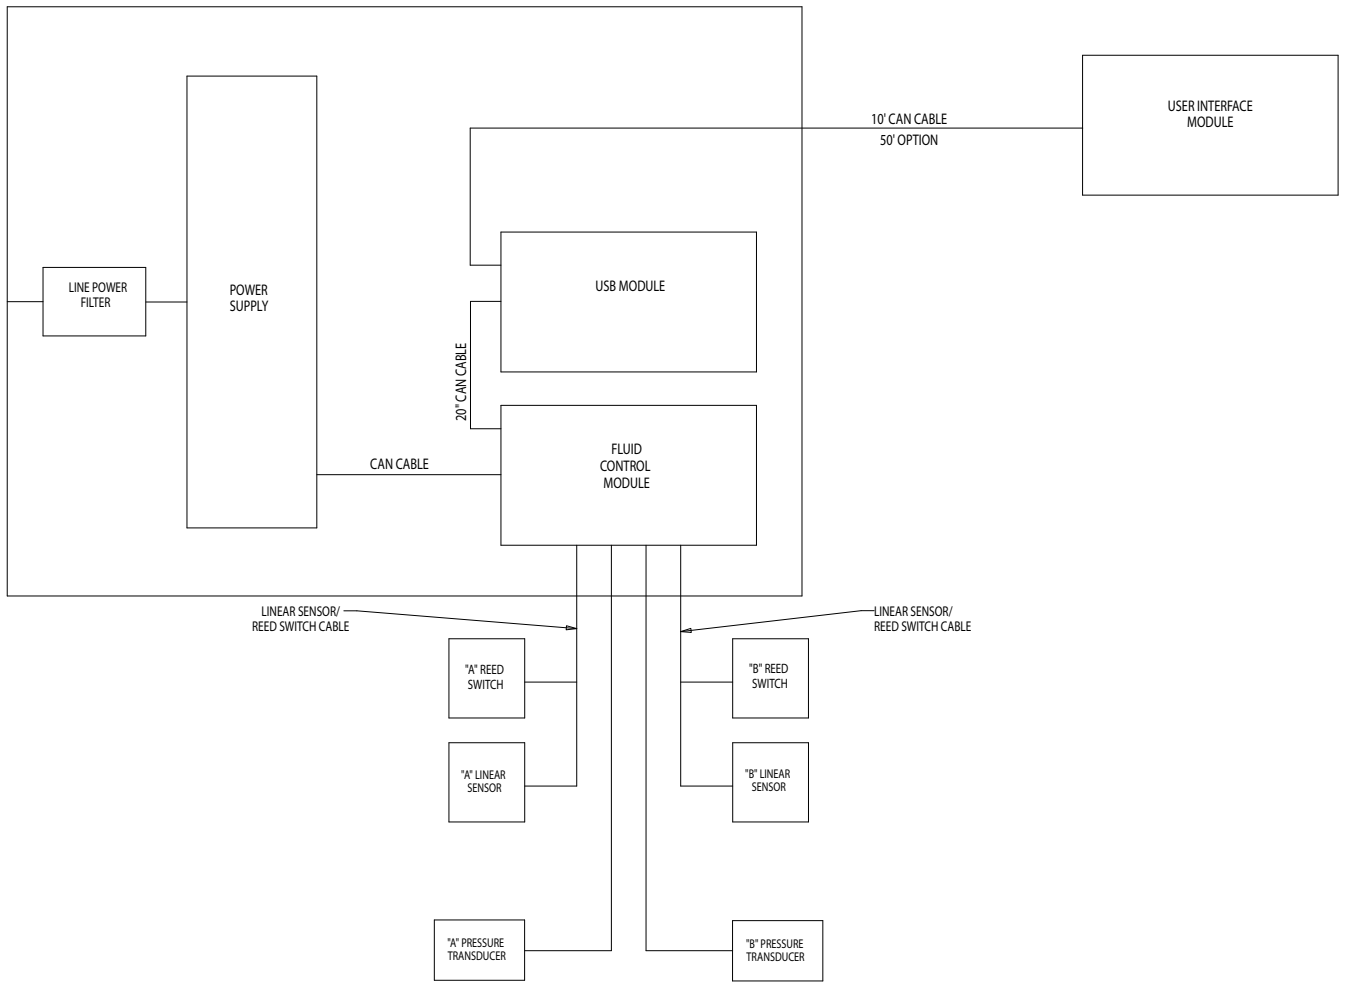 10' CAN CABLE
50' OPTION
USER INTERFACE
MODULE
LINE POWER
FILTER
POWER
SUPPLY
USB MODULE
20" CAN CABLE
CAN CABLE
FLUID
CONTROL
MODULE
LINEAR SENSOR/
REED SWITCH CABLE
LINEAR SENSOR/
REED SWITCH CABLE
"A" REED
SWITCH
"B" REED
SWITCH
"A" LINEAR
SENSOR
"B" LINEAR
SENSOR
"A" PRESSURE
TRANSDUCER
"B" PRESSURE
TRANSDUCER